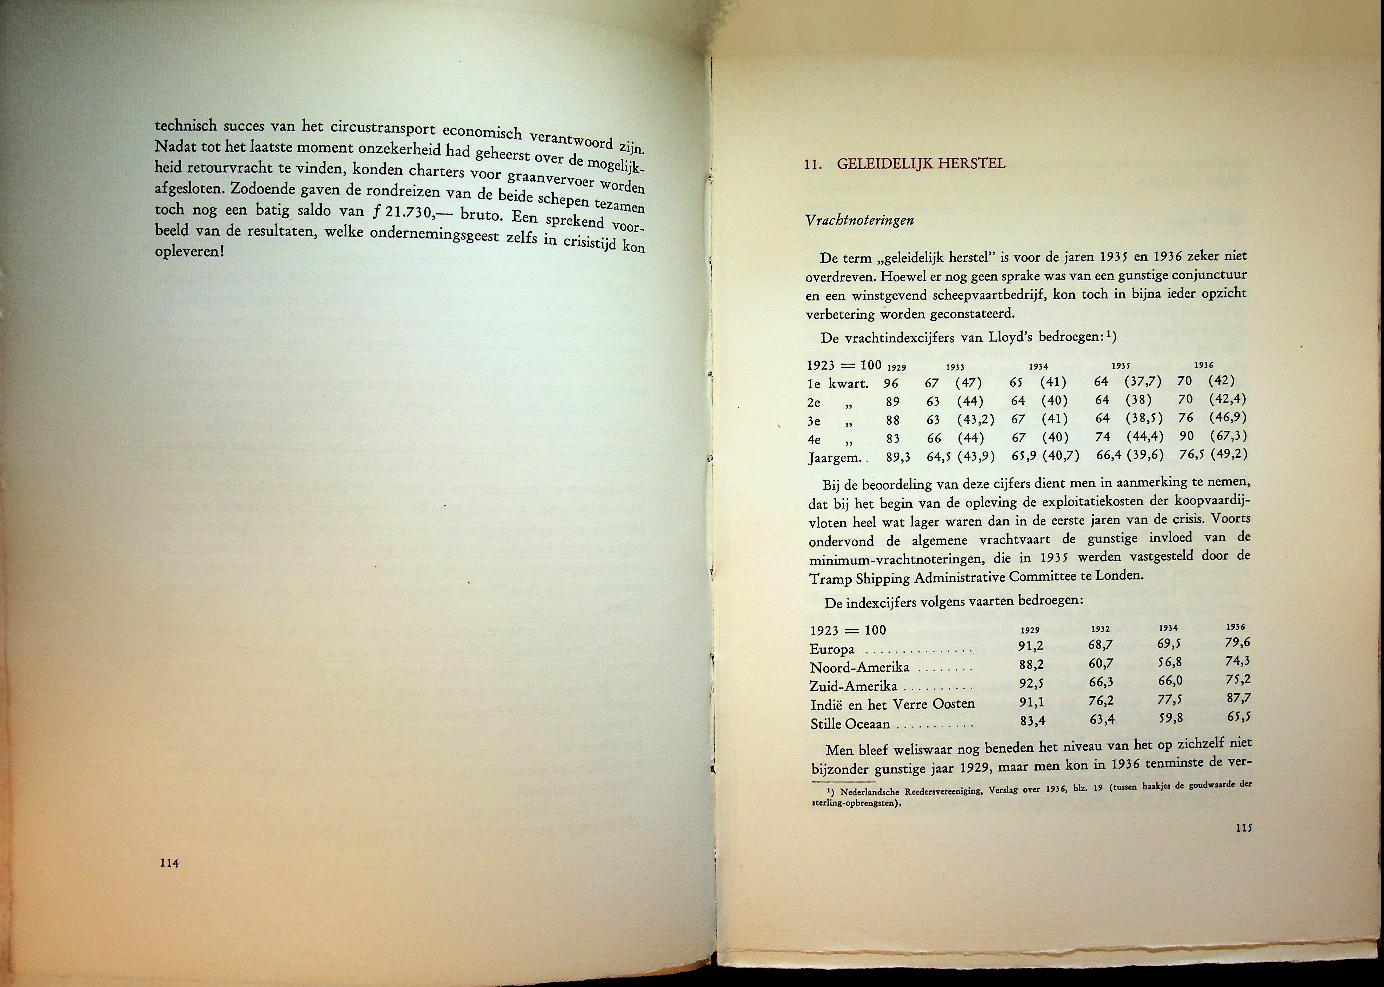 technisch succes van het circustransport economisch verantwoord zijn.
Nadat tot het laatste moment onzekerheid had geheerst over de mogelijk-
heid retourvracht te vinden, konden charters voor graanvervoer worden
afgesloten. Zodoende gaven de rondreizen van de beide schepen tezamen
toch nog een batig saldo van f 21.730,— bruto. Een sprekend voor-
beeld van de resultaten, welke ondernemingsgeest zelfs in crisistijd kon
opleveren!
114
11. GELEIDELIJK HERSTEL
Vrachtnoteringen
De term „geleidelijk herstel” is voor de jaren 1935 en 1936 zeker niet
overdreven. Hoewel er nog geen sprake was van een gunstige conjunctuur
en een winstgevend scheepvaartbedrijf, kon toch in bijna ieder opzicht
verbetering worden geconstateerd.
De vrachtindexcijfers van Lloyd's bedroegen:¹)
1923 = 100 1929 1933 1934 1935 1936
1e kwart. 96 67 (47) 65 (41) 64 (37,7) 70 (42)
2e „ 89 63 (44) 64 (40) 64 (38) 70 (42,4)
3e „ 88 63 (43,2) 67 (41) 64 (38,5) 76 (46,9)
4e „ 83 66 (44) 67 (40) 74 (44,4) 90 (67,3)
Jaargem. . 89,3 64,5 (43,9) 65,9 (40,7) 66,4 (39,6) 76,5 (49,2)
Bij de beoordeling van deze cijfers dient men in aanmerking te nemen,
dat bij het begin van de opleving de exploitatiekosten der koopvaardij-
vloten heel wat lager waren dan in de eerste jaren van de crisis. Voorts
ondervond de algemene vrachtvaart de gunstige invloed van de
minimum-vrachtnoteringen, die in 1935 werden vastgesteld door de
Tramp Shipping Administrative Committee te Londen.
De indexcijfers volgens vaarten bedroegen:
1923 = 100 1929 1932 1934 1936
Europa . . . . . . . . . . . . . . . 91,2 68,7 69,5 79,6
Noord-Amerika . . . . . . . . 88,2 60,7 56,8 74,3
Zuid-Amerika . . . . . . . . . . 92,5 66,3 66,0 75,2
Indië en het Verre Oosten 91,1 76,2 77,5 87,7
Stille Oceaan . . . . . . . . . . . 83,4 63,4 59,8 65,5
Men bleef weliswaar nog beneden het niveau van het op zichzelf niet
bijzonder gunstige jaar 1929, maar men kon in 1936 tenminste de ver-
¹) Nederlandsche Reedersvereeniging, Verslag over 1936, blz. 19 (tussen haakjes de goudwaarde der
sterling-opbrengsten).
115